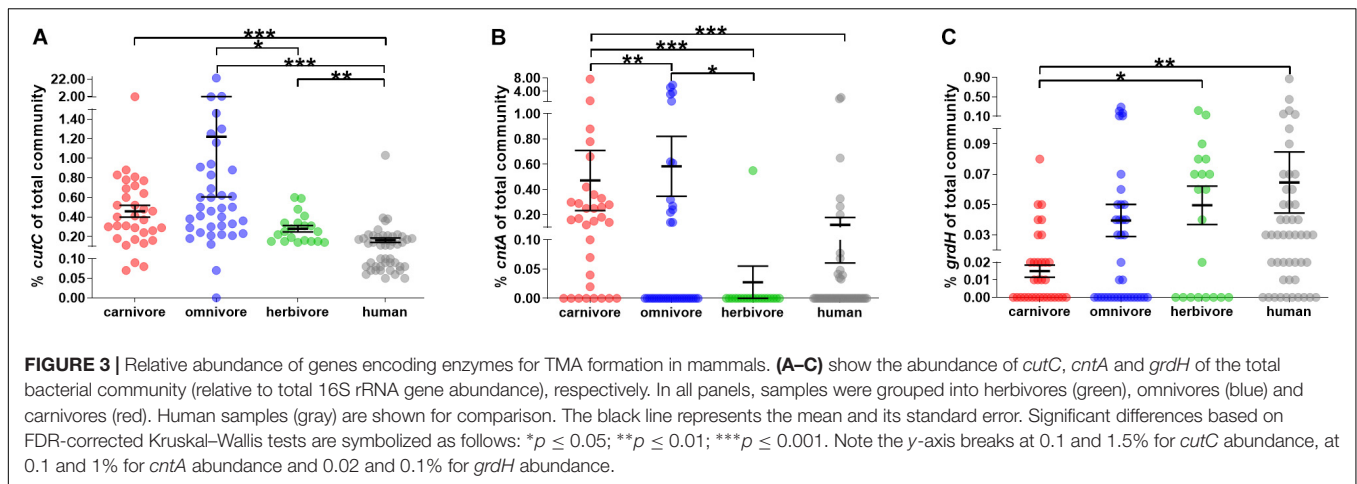 A
B
C
***
*
***
**
***
***
**
*
**
*
% cutC of total community
22.00
2.00
1.40
1.20
1.00
0.80
0.60
0.40
0.20
0.10
0.00
carnivore omnivore herbivore human
% cntA of total community
8.00
4.00
1.00
0.80
0.60
0.40
0.20
0.10
0.05
0.00
carnivore omnivore herbivore human
% grdH of total community
0.90
0.50
0.10
0.09
0.07
0.05
0.03
0.02
0.01
0.00
carnivore omnivore herbivore human
FIGURE 3 | Relative abundance of genes encoding enzymes for TMA formation in mammals. (A–C) show the abundance of cutC, cntA and grdH of the total
bacterial community (relative to total 16S rRNA gene abundance), respectively. In all panels, samples were grouped into herbivores (green), omnivores (blue) and
carnivores (red). Human samples (gray) are shown for comparison. The black line represents the mean and its standard error. Significant differences based on
FDR-corrected Kruskal–Wallis tests are symbolized as follows: *p ≤ 0.05; **p ≤ 0.01; ***p ≤ 0.001. Note the y-axis breaks at 0.1 and 1.5% for cutC abundance, at
0.1 and 1% for cntA abundance and 0.02 and 0.1% for grdH abundance.